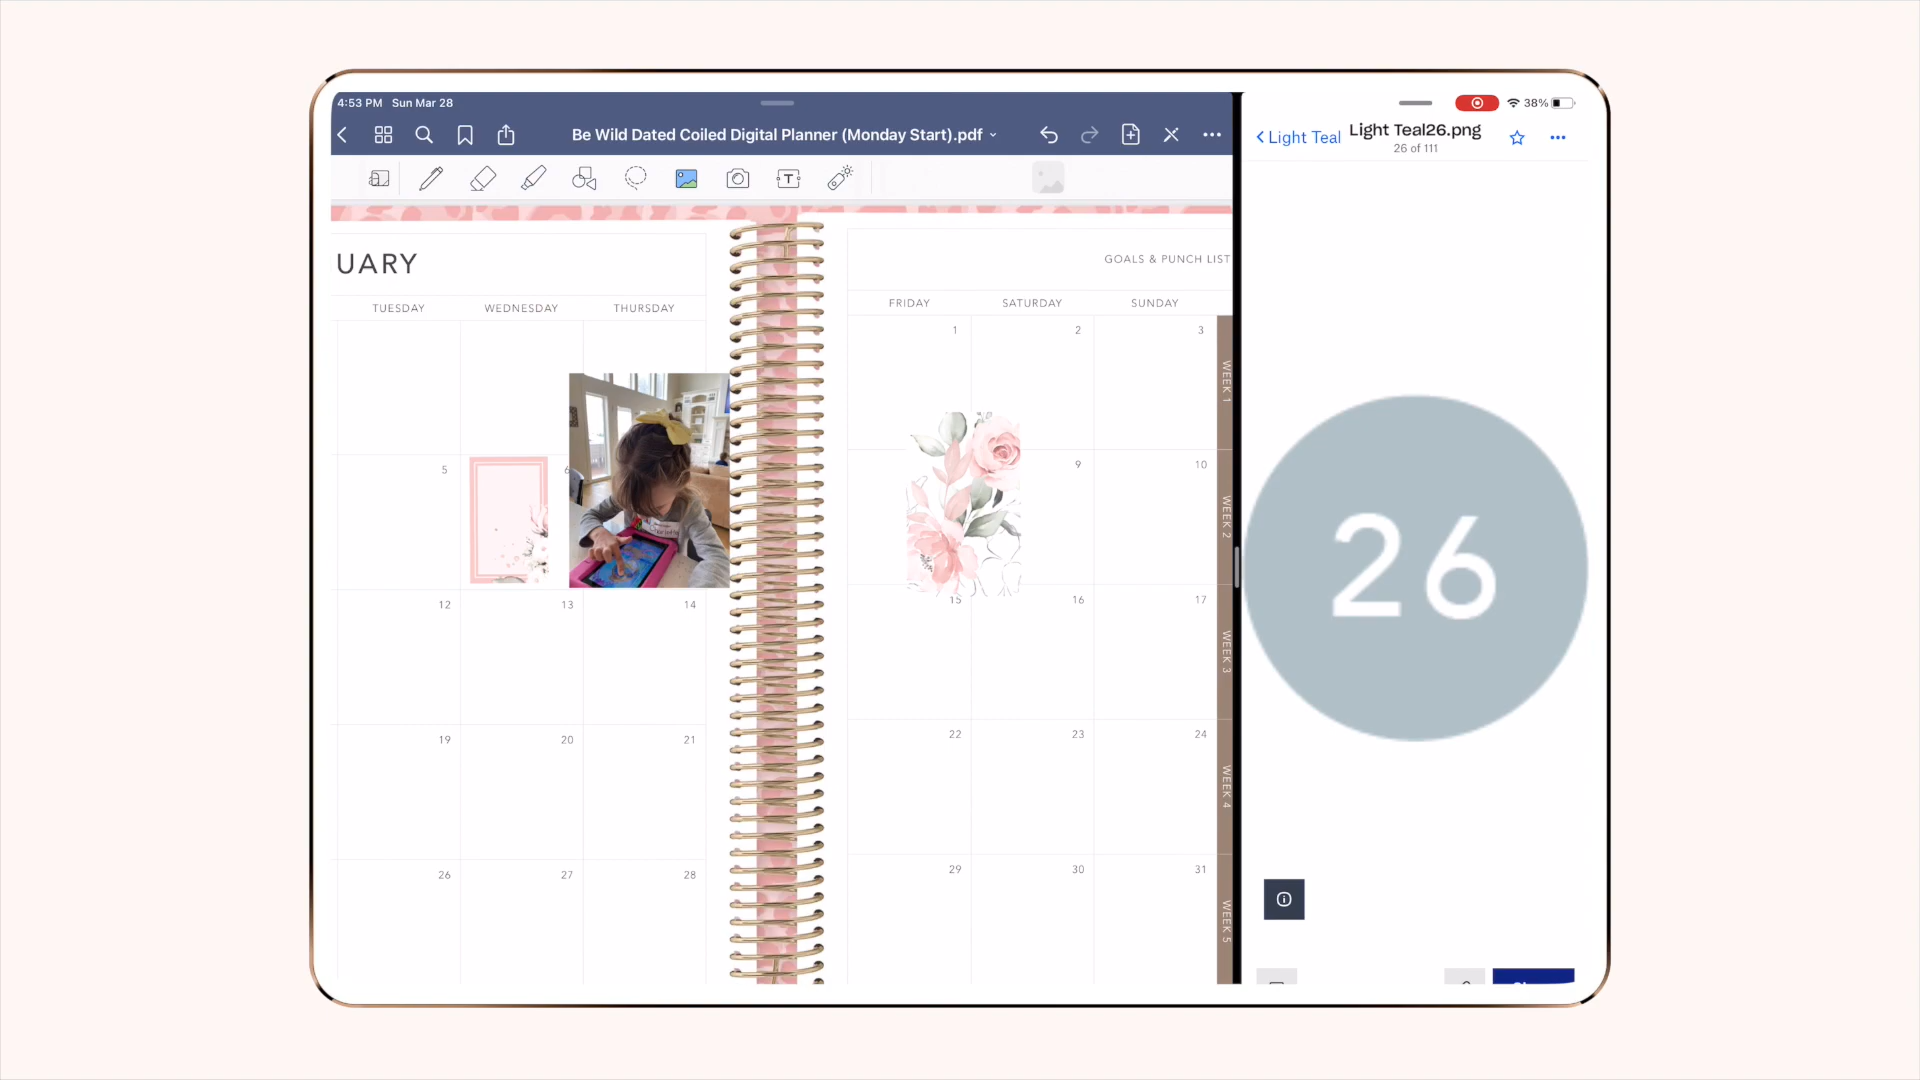 4:53 PM Sun Mar 28
38%
Be Wild Dated Coiled Digital Planner (Monday Start).pdf
Light Teal
Light Teal26.png
26 of 111
T
UARY
GOALS & PUNCH LIST
TUESDAY WEDNESDAY THURSDAY
FRIDAY SATURDAY SUNDAY
1 2 3
WEEK 1
5 6
9 10
WEEK 2
12 13 14
15 16 17
WEEK 3
19 20 21
22 23 24
WEEK 4
26 27 28
29 30 31
WEEK 5
26